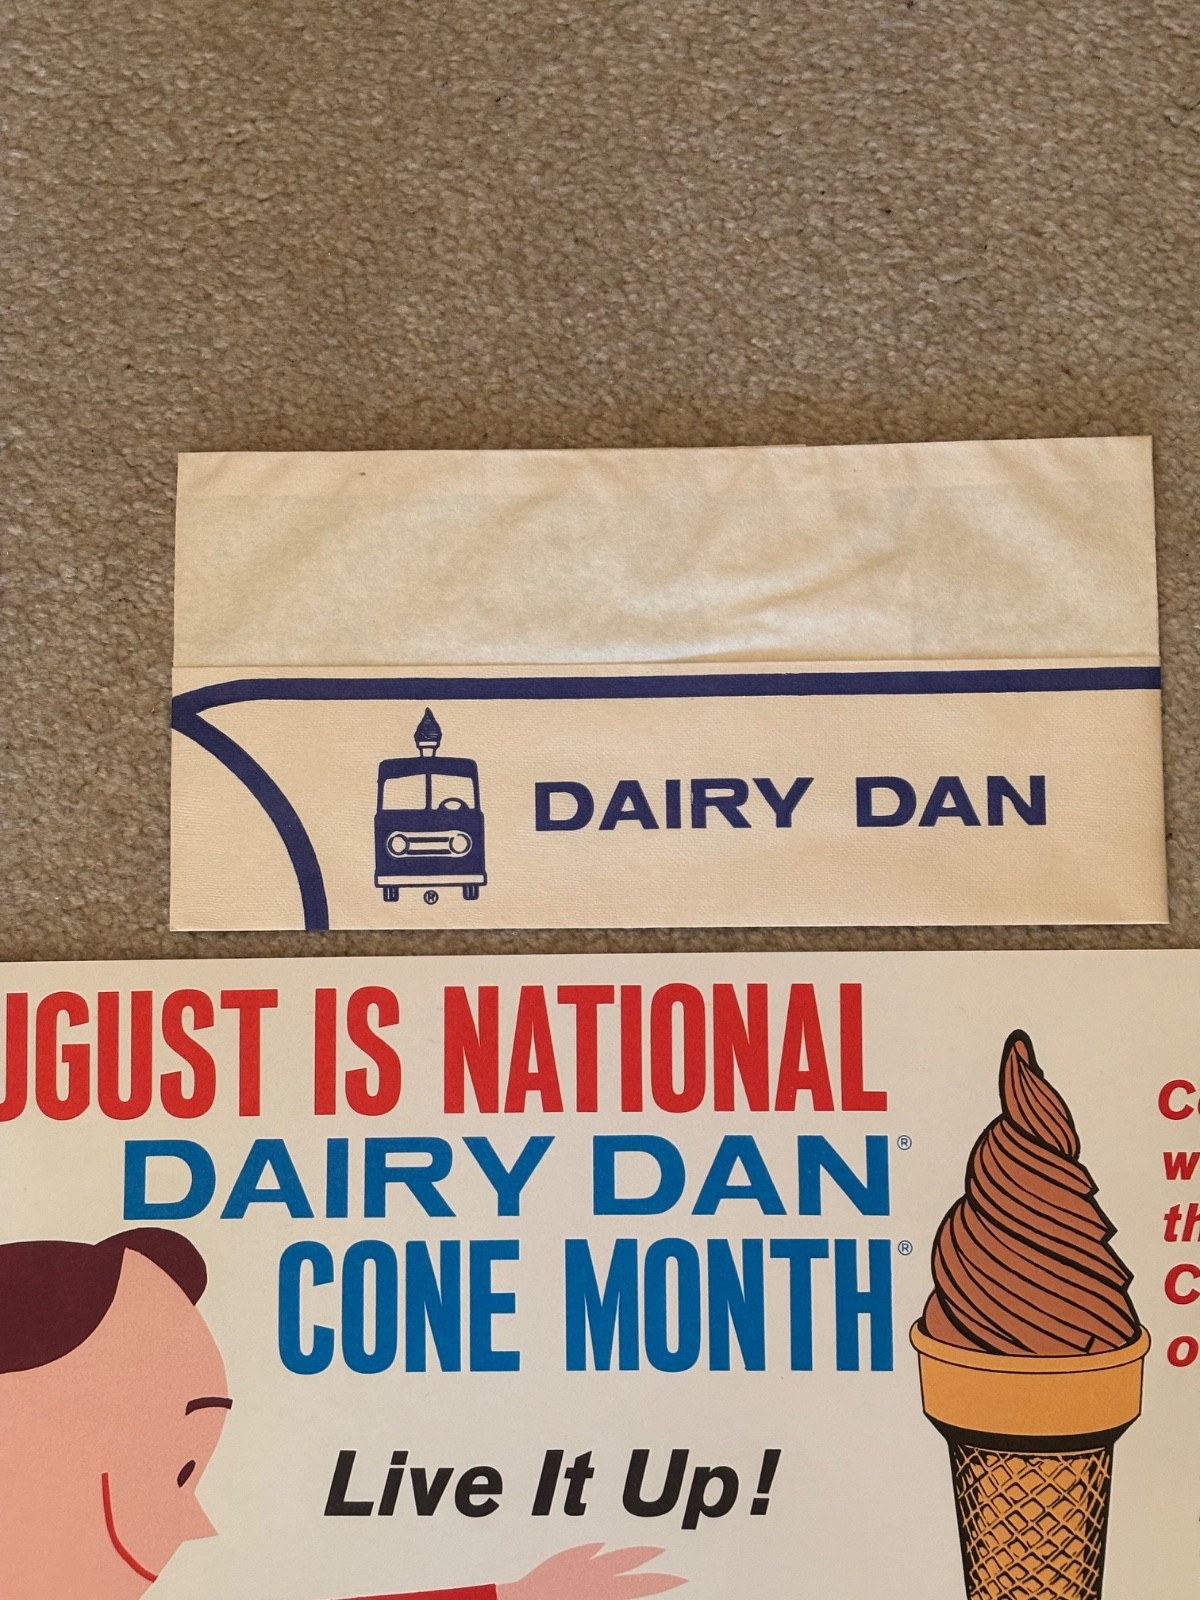 DAIRY DAN
®
UGUST IS NATIONAL
DAIRY DAN®
CONE MONTH®
Live It Up!